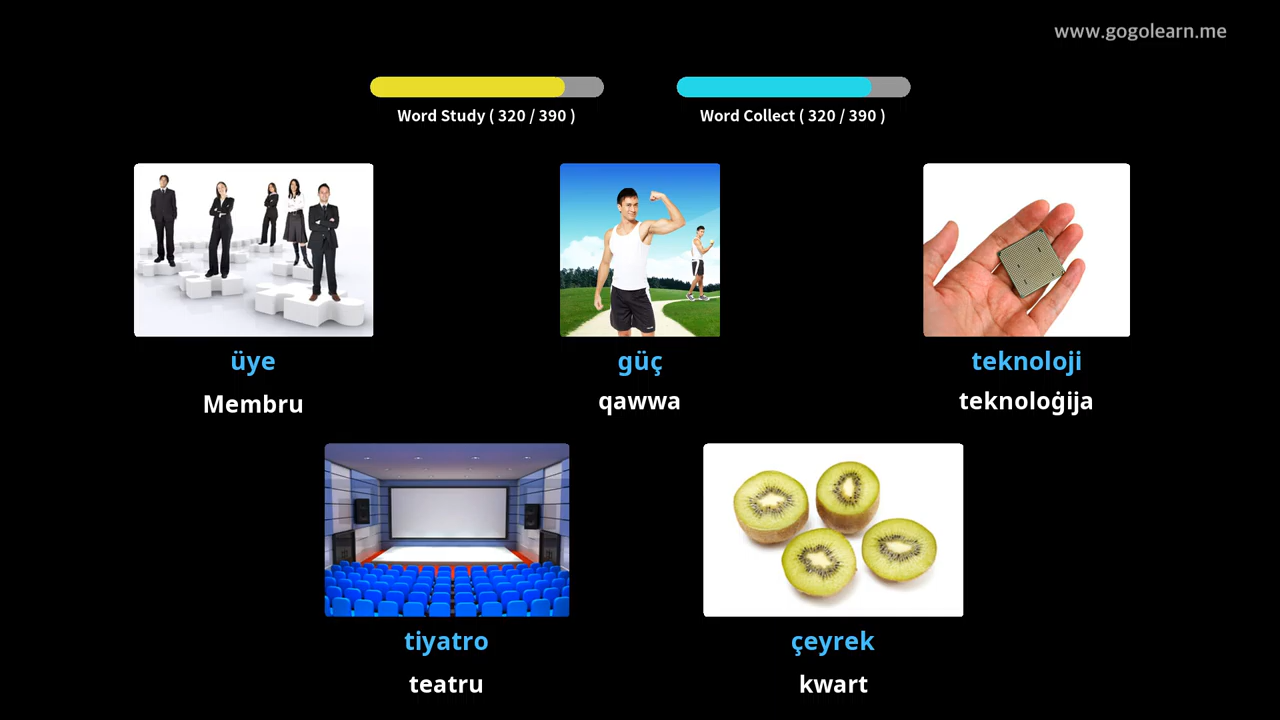 www.gogolearn.me
Word Study ( 320 / 390 )
Word Collect ( 320 / 390 )
üye
Membru
güç
qawwa
teknoloji
teknoloġija
tiyatro
teatru
çeyrek
kwart